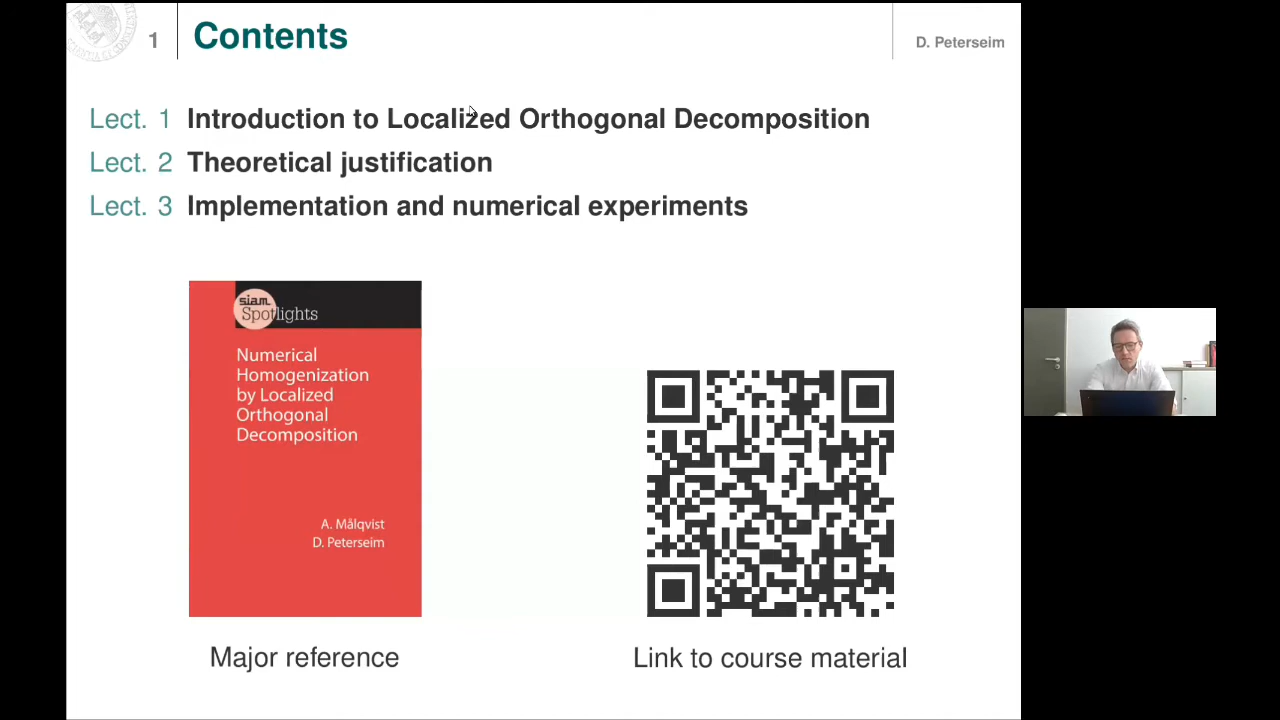 1
Contents
D. Peterseim
Lect. 1 Introduction to Localized Orthogonal Decomposition
Lect. 2 Theoretical justification
Lect. 3 Implementation and numerical experiments
siam
Spotlights
Numerical
Homogenization
by Localized
Orthogonal
Decomposition
A. Målqvist
D. Peterseim
Major reference
Link to course material